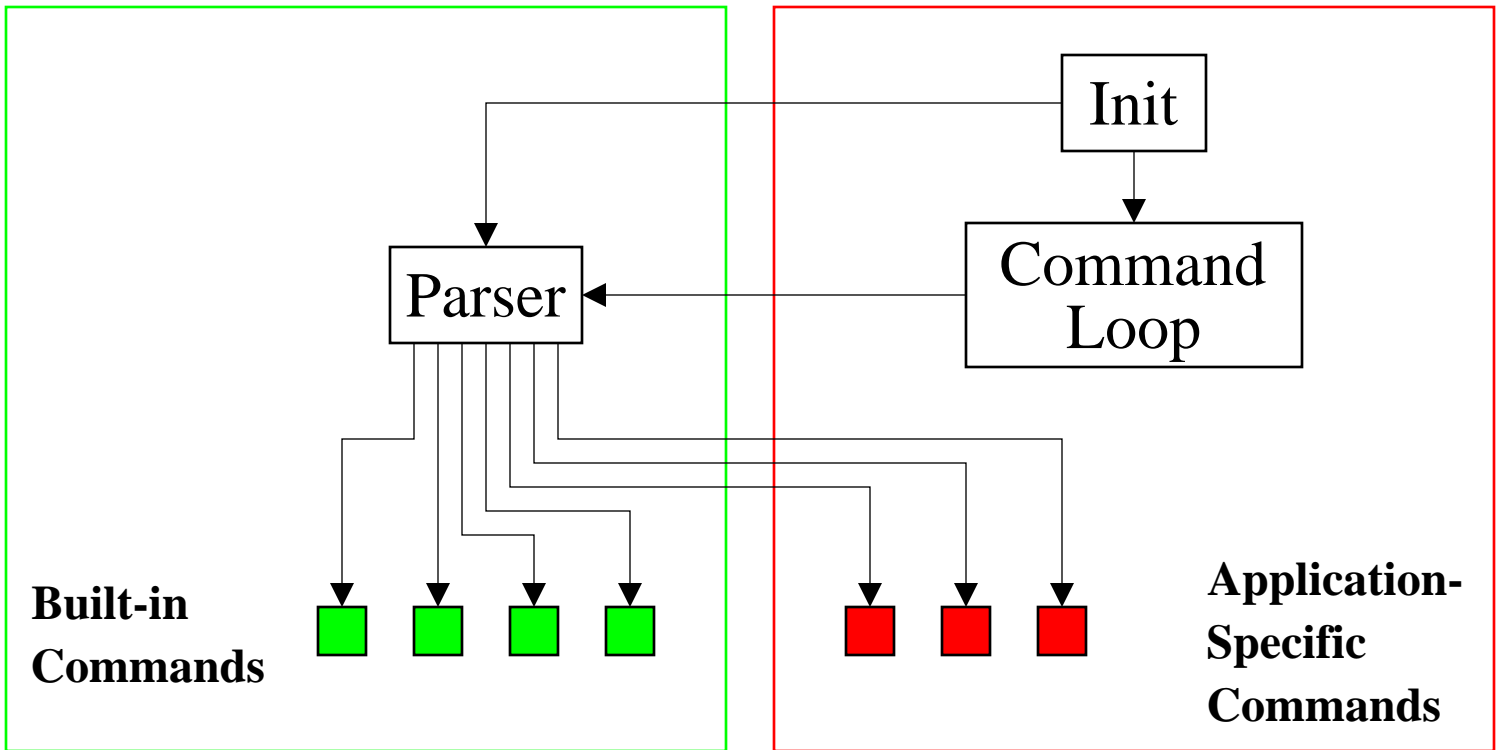 Init
Command
Loop
Parser
Built-in
Commands
Application-
Specific
Commands